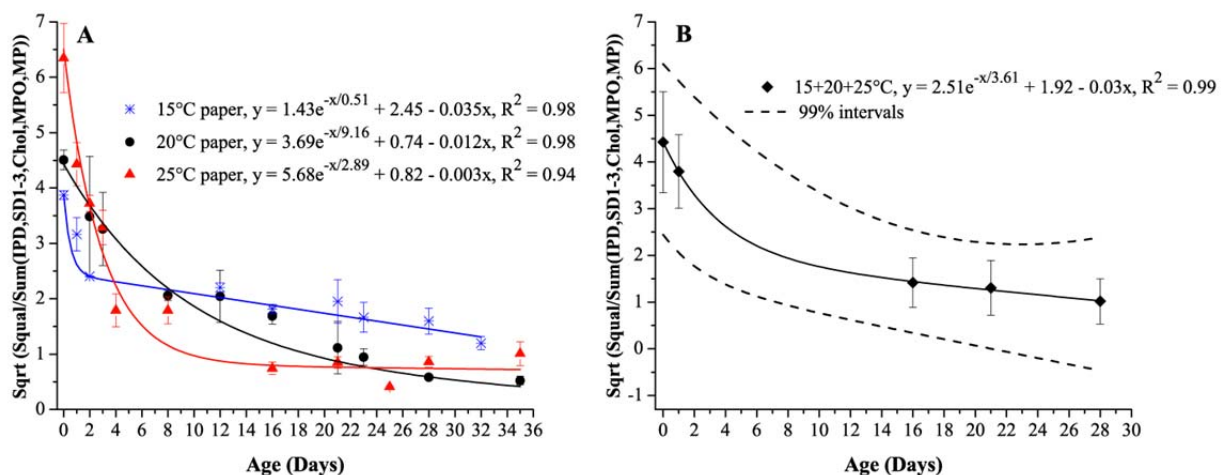 A
Sqrt (Squal/Sum(IPD,SD1-3,Chol,MPO,MP))
7
6
5
4
3
2
1
0
15°C paper, y = 1.43e^-x/0.51 + 2.45 - 0.035x, R^2 = 0.98
20°C paper, y = 3.69e^-x/9.16 + 0.74 - 0.012x, R^2 = 0.98
25°C paper, y = 5.68e^-x/2.89 + 0.82 - 0.003x, R^2 = 0.94
0 2 4 6 8 10 12 14 16 18 20 22 24 26 28 30 32 34 36
Age (Days)
B
Sqrt (Squal/Sum(IPD,SD1-3,Chol,MPO,MP))
7
6
5
4
3
2
1
0
-1
15+20+25°C, y = 2.51e^-x/3.61 + 1.92 - 0.03x, R^2 = 0.99
99% intervals
0 2 4 6 8 10 12 14 16 18 20 22 24 26 28 30
Age (Days)